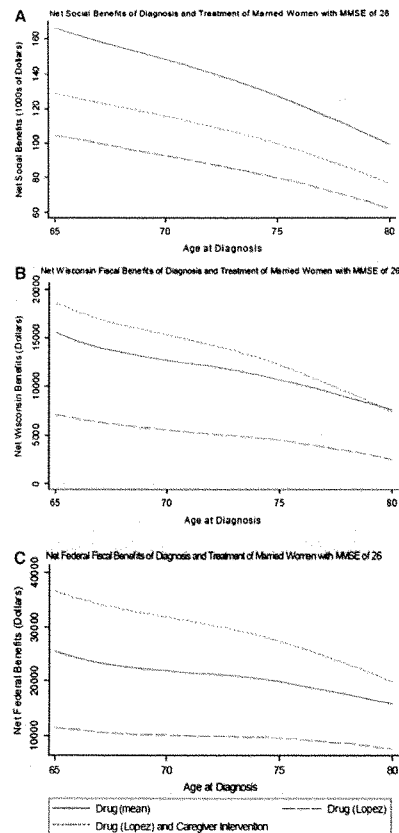 A Net Social Benefits of Diagnosis and Treatment of Married Women with MMSE of 26
Net Social Benefits (1000s of Dollars)
160
140
120
100
80
60
65 70 75 80
Age at Diagnosis
B Net Wisconsin Fiscal Benefits of Diagnosis and Treatment of Married Women with MMSE of 26
Net Wisconsin Benefits (Dollars)
20000
15000
10000
5000
0
65 70 75 80
Age at Diagnosis
C Net Federal Fiscal Benefits of Diagnosis and Treatment of Married Women with MMSE of 26
Net Federal Benefits (Dollars)
40000
30000
20000
10000
65 70 75 80
Age at Diagnosis
Drug (mean) Drug (Lopez)
Drug (Lopez) and Caregiver Intervention